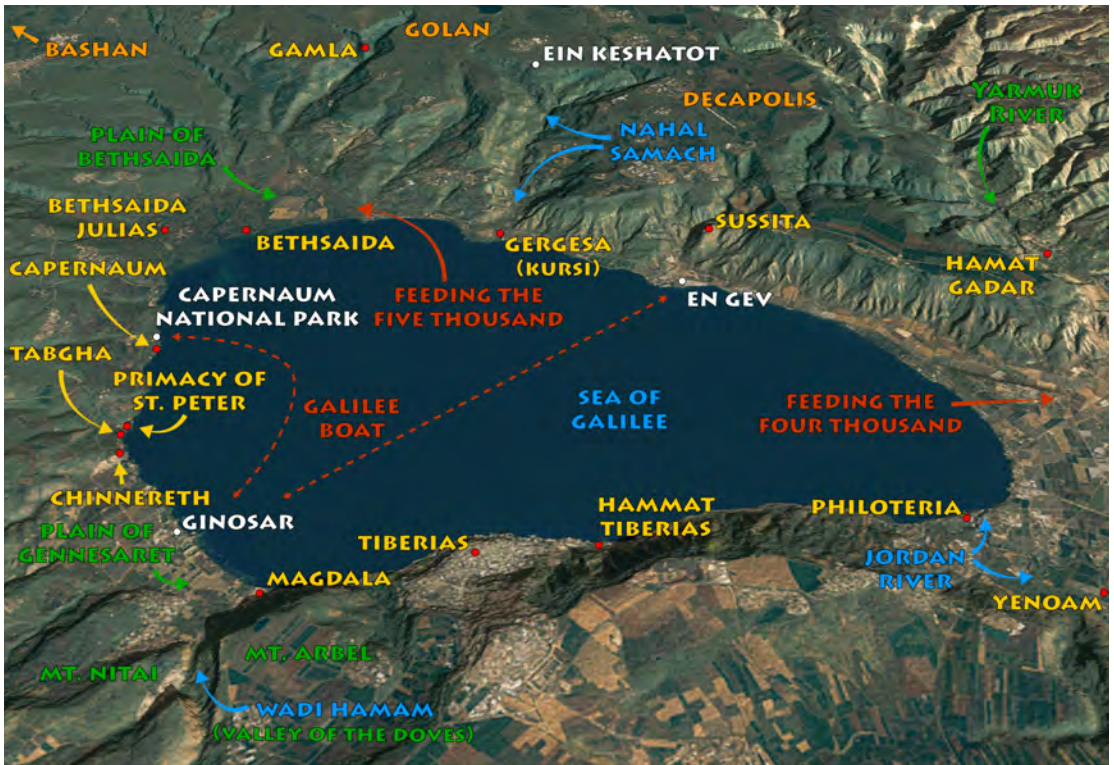 BASHAN
GAMLA
GOLAN
EIN KESHATOT
DECAPOLIS
YARMUK
RIVER
PLAIN OF
BETHSAIDA
NAHAL
SAMACH
BETHSAIDA
JULIAS
BETHSAIDA
GERGESA
(KURSI)
SUSSITA
HAMAT
GADAR
CAPERNAUM
CAPERNAUM
NATIONAL PARK
FEEDING THE
FIVE THOUSAND
EN GEV
TABGHA
PRIMACY OF
ST. PETER
GALILEE
BOAT
SEA OF
GALILEE
FEEDING THE
FOUR THOUSAND
CHINNERETH
GINOSAR
PLAIN OF
GENNESARET
TIBERIAS
HAMMAT
TIBERIAS
PHILOTERIA
JORDAN
RIVER
MAGDALA
YENOAM
MT. NITAI
MT. ARBEL
WADI HAMAM
(VALLEY OF THE DOVES)